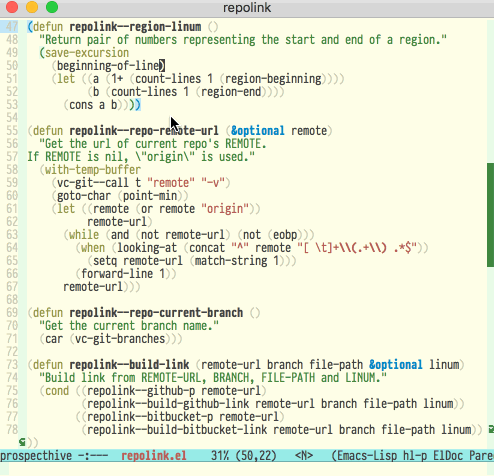 repolink
47 (defun repolink--region-linum ()
48   "Return pair of numbers representing the start and end of a region."
49   (save-excursion
50     (beginning-of-line)
51     (let ((a (1+ (count-lines 1 (region-beginning))))
52           (b (count-lines 1 (region-end))))
53       (cons a b))))
54
55 (defun repolink--repo-remote-url (&optional remote)
56   "Get the url of current repo's REMOTE.
57 If REMOTE is nil, \"origin\" is used."
58   (with-temp-buffer
59     (vc-git--call t "remote" "-v")
60     (goto-char (point-min))
61     (let ((remote (or remote "origin"))
62           remote-url)
63       (while (and (not remote-url) (not (eobp)))
64         (when (looking-at (concat "^" remote "[ \t]+\\(.+\\) .*$"))
65           (setq remote-url (match-string 1)))
66         (forward-line 1))
67       remote-url)))
68
69 (defun repolink--repo-current-branch ()
70   "Get the current branch name."
71   (car (vc-git-branches)))
72
73 (defun repolink--build-link (remote-url branch file-path &optional linum)
74   "Build link from REMOTE-URL, BRANCH, FILE-PATH and LINUM."
75   (cond ((repolink--github-p remote-url)
76          (repolink--build-github-link remote-url branch file-path linum))
77         ((repolink--bitbucket-p remote-url)
78          (repolink--build-bitbucket-link remote-url branch file-path linum))
))
prospecthive -:--- repolink.el 31% (50,22) <N> (Emacs-Lisp hl-p ElDoc Pare